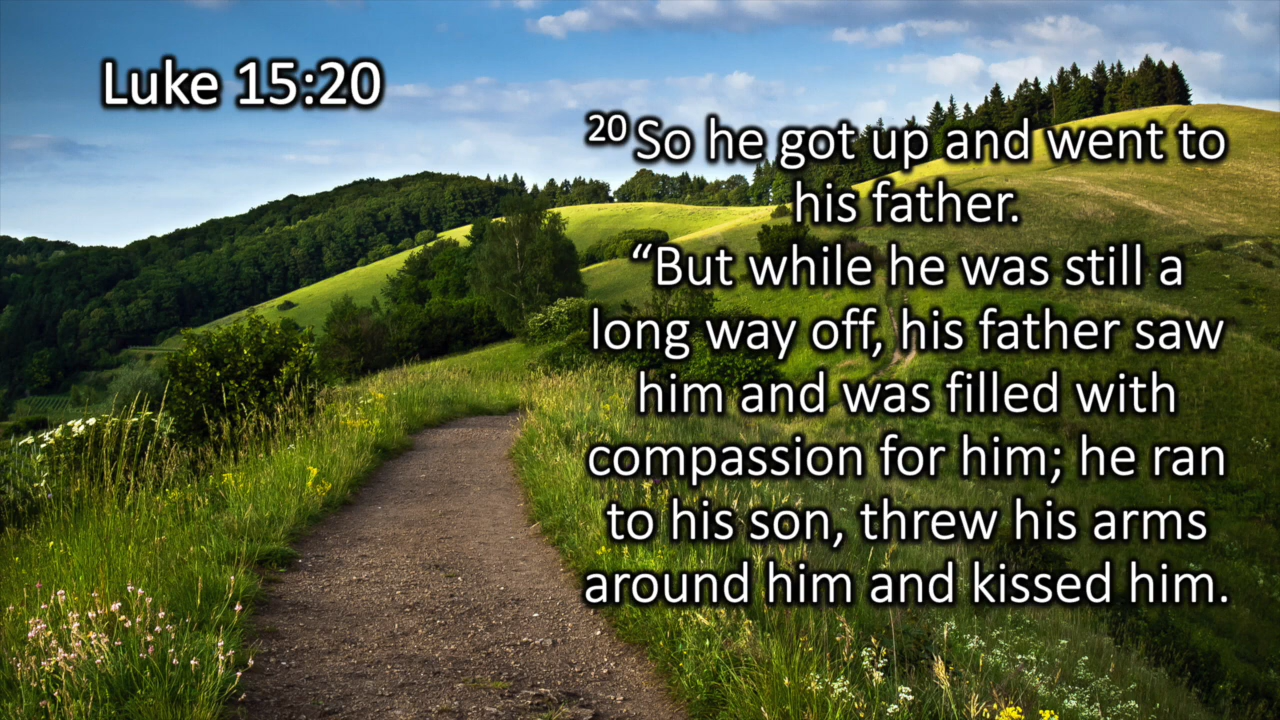 Luke 15:20
20 So he got up and went to
his father.
“But while he was still a
long way off, his father saw
him and was filled with
compassion for him; he ran
to his son, threw his arms
around him and kissed him.